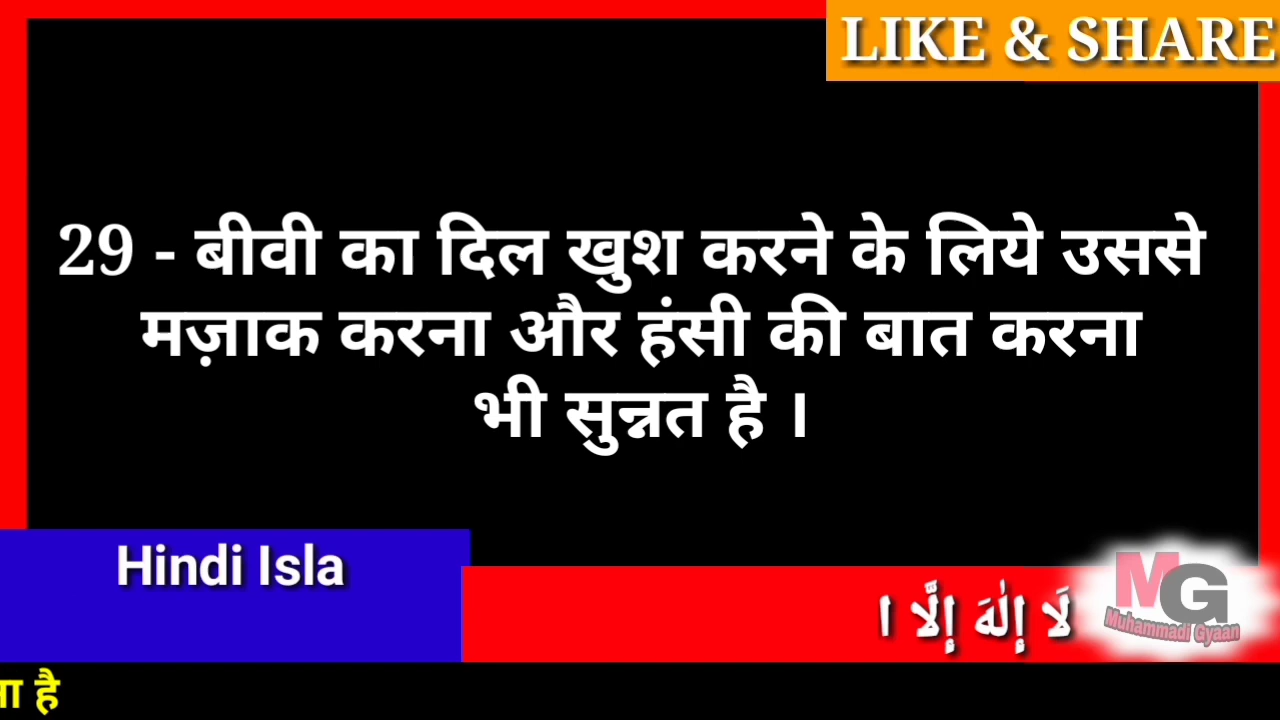 LIKE & SHARE
29 - बीवी का दिल खुश करने के लिये उससे
मज़ाक करना और हंसी की बात करना
भी सुन्नत है ।
Hindi Isla
لَا إِلٰهَ إِلَّا ا
MG
Muhammadi Gyaan
ा है